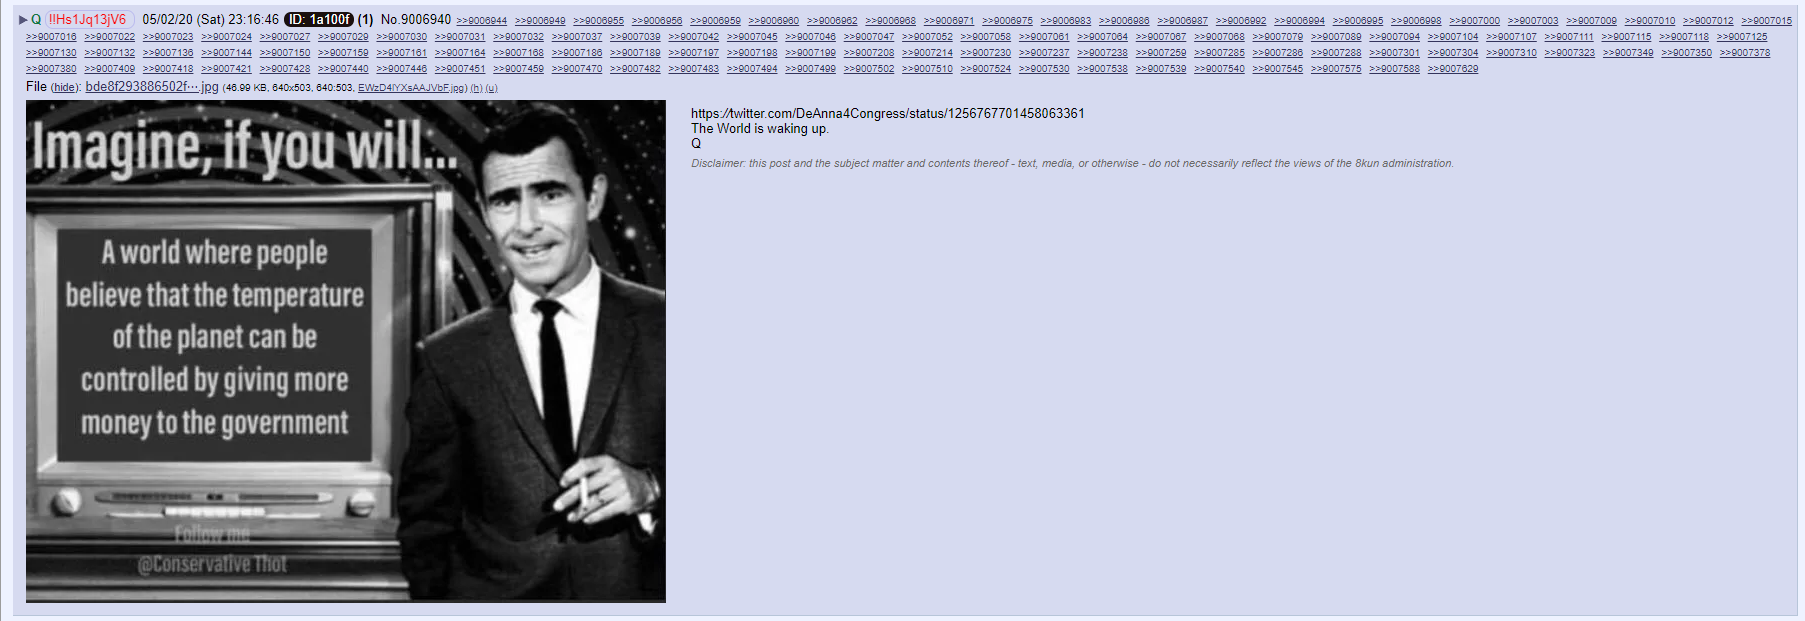 ▶ Q !!Hs1Jq13jV6 05/02/20 (Sat) 23:16:46 ID: 1a100f (1) No.9006940 >>9006944 >>9006949 >>9006955 >>9006956 >>9006959 >>9006960 >>9006962 >>9006968 >>9006971 >>9006975 >>9006983 >>9006986 >>9006987 >>9006992 >>9006994 >>9006995 >>9006998 >>9007000 >>9007003 >>9007009 >>9007010 >>9007012 >>9007015
>>9007016 >>9007022 >>9007023 >>9007024 >>9007027 >>9007029 >>9007030 >>9007031 >>9007032 >>9007037 >>9007039 >>9007042 >>9007045 >>9007046 >>9007047 >>9007052 >>9007058 >>9007061 >>9007064 >>9007067 >>9007068 >>9007079 >>9007089 >>9007094 >>9007104 >>9007107 >>9007111 >>9007115 >>9007118 >>9007125
>>9007130 >>9007132 >>9007136 >>9007144 >>9007150 >>9007159 >>9007161 >>9007164 >>9007168 >>9007186 >>9007189 >>9007197 >>9007198 >>9007199 >>9007208 >>9007214 >>9007230 >>9007237 >>9007238 >>9007259 >>9007285 >>9007286 >>9007288 >>9007301 >>9007304 >>9007310 >>9007323 >>9007349 >>9007350 >>9007378
>>9007380 >>9007409 >>9007418 >>9007421 >>9007428 >>9007440 >>9007446 >>9007451 >>9007459 >>9007470 >>9007482 >>9007483 >>9007494 >>9007499 >>9007502 >>9007510 >>9007524 >>9007530 >>9007538 >>9007539 >>9007540 >>9007545 >>9007575 >>9007588 >>9007629
File (hide): bde8f293886502f⋯.jpg (46.99 KB, 640x503, 640:503, EWzD4lYXsAAJVbF.jpg) (h) (u)
Imagine, if you will...
A world where people
believe that the temperature
of the planet can be
controlled by giving more
money to the government
Follow me
@Conservative Thot
https://twitter.com/DeAnna4Congress/status/1256767701458063361
The World is waking up.
Q
Disclaimer: this post and the subject matter and contents thereof - text, media, or otherwise - do not necessarily reflect the views of the 8kun administration.